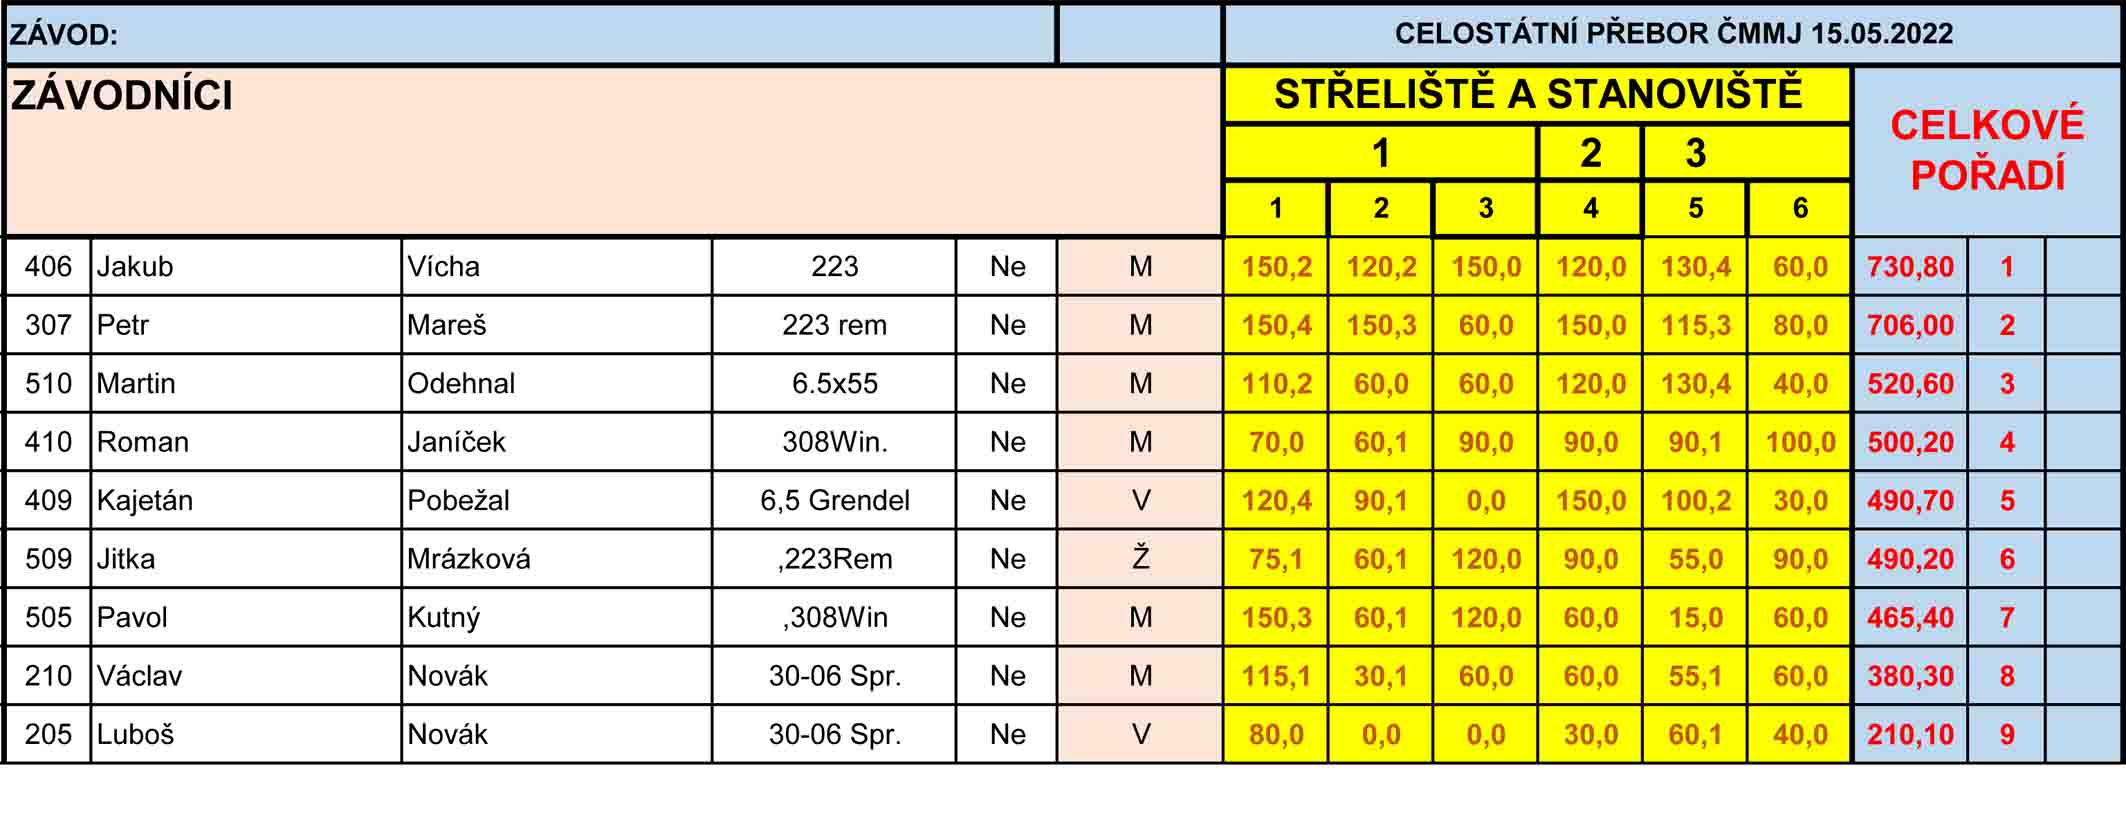 ZÁVOD: CELOSTÁTNÍ PŘEBOR ČMMJ 15.05.2022
ZÁVODNÍCI STŘELIŠTĚ A STANOVIŠTĚ CELKOVÉ POŘADÍ
1 2 3
1 2 3 4 5 6
406 Jakub Vícha 223 Ne M 150,2 120,2 150,0 120,0 130,4 60,0 730,80 1
307 Petr Mareš 223 rem Ne M 150,4 150,3 60,0 150,0 115,3 80,0 706,00 2
510 Martin Odehnal 6.5x55 Ne M 110,2 60,0 60,0 120,0 130,4 40,0 520,60 3
410 Roman Janíček 308Win. Ne M 70,0 60,1 90,0 90,0 90,1 100,0 500,20 4
409 Kajetán Pobežal 6,5 Grendel Ne V 120,4 90,1 0,0 150,0 100,2 30,0 490,70 5
509 Jitka Mrázková ,223Rem Ne Ž 75,1 60,1 120,0 90,0 55,0 90,0 490,20 6
505 Pavol Kutný ,308Win Ne M 150,3 60,1 120,0 60,0 15,0 60,0 465,40 7
210 Václav Novák 30-06 Spr. Ne M 115,1 30,1 60,0 60,0 55,1 60,0 380,30 8
205 Luboš Novák 30-06 Spr. Ne V 80,0 0,0 0,0 30,0 60,1 40,0 210,10 9